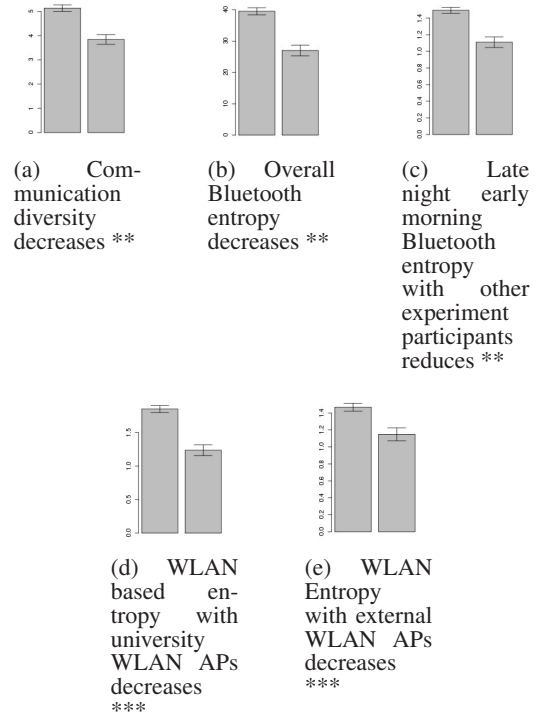 0 1 2 3 4 5
0 10 20 30 40
0.0 0.2 0.4 0.6 0.8 1.0 1.2 1.4
(a) Com-
munication
diversity
decreases **
(b) Overall
Bluetooth
entropy
decreases **
(c) Late
night early
morning
Bluetooth
entropy
with other
experiment
participants
reduces **
0.0 0.5 1.0 1.5
0.0 0.2 0.4 0.6 0.8 1.0 1.2 1.4
(d) WLAN
based en-
tropy with
university
WLAN APs
decreases
***
(e) WLAN
Entropy
with external
WLAN APs
decreases
***